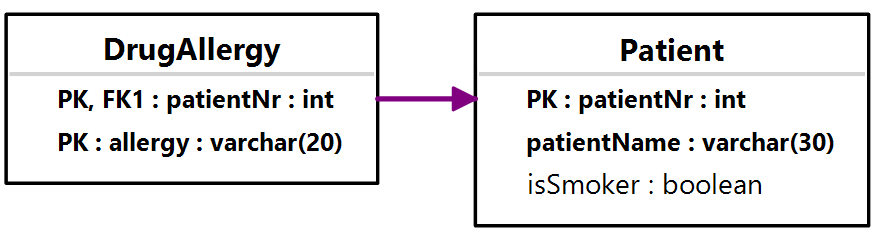 DrugAllergy
PK, FK1 : patientNr : int
PK : allergy : varchar(20)
Patient
PK : patientNr : int
patientName : varchar(30)
isSmoker : boolean